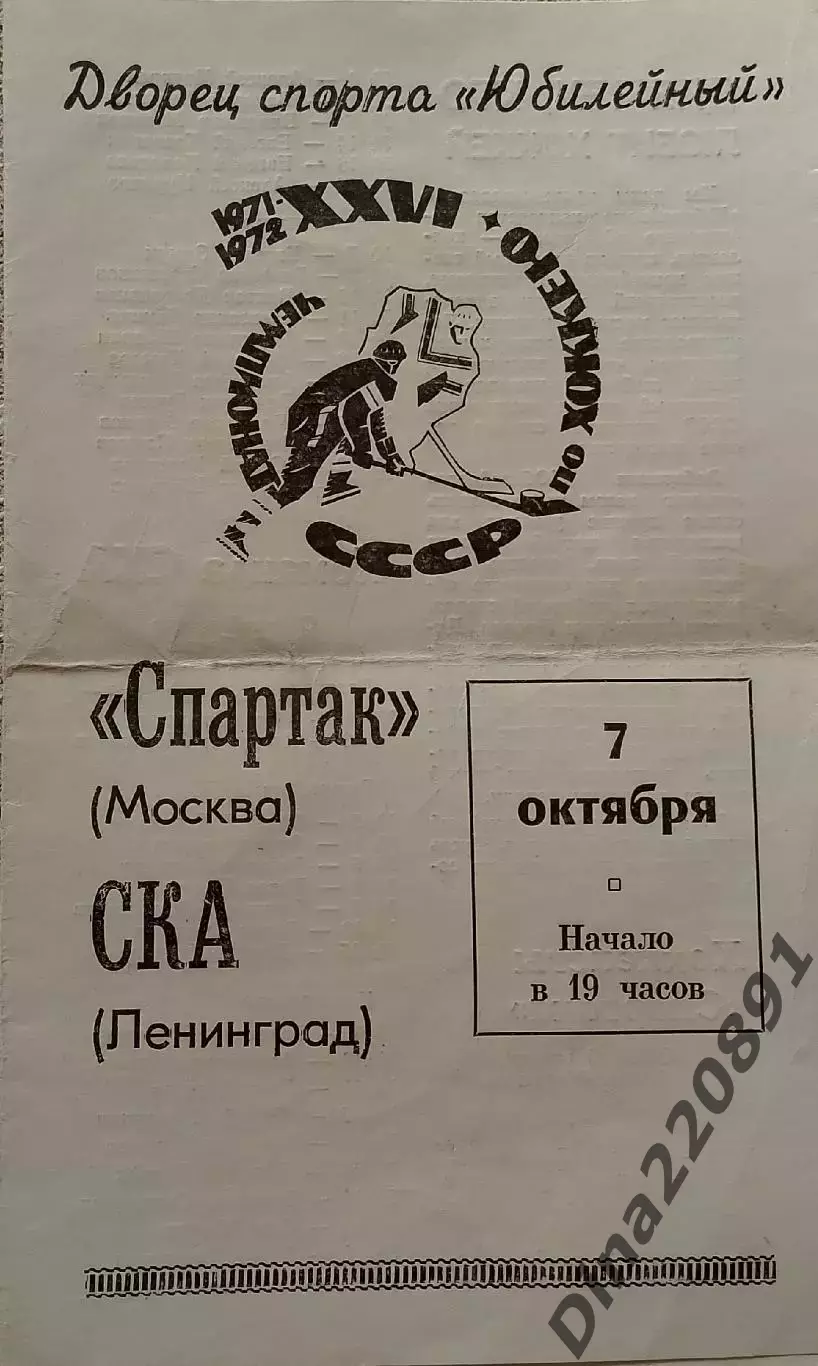 Дворец спорта «Юбилейный»
1971-
1972
XXVI
ЧЕМПИОНАТ
СССР
ПО ХОККЕЮ
«Спартак»
(Москва)
СКА
(Ленинград)
7
октября
Начало
в 19 часов
Dima220891